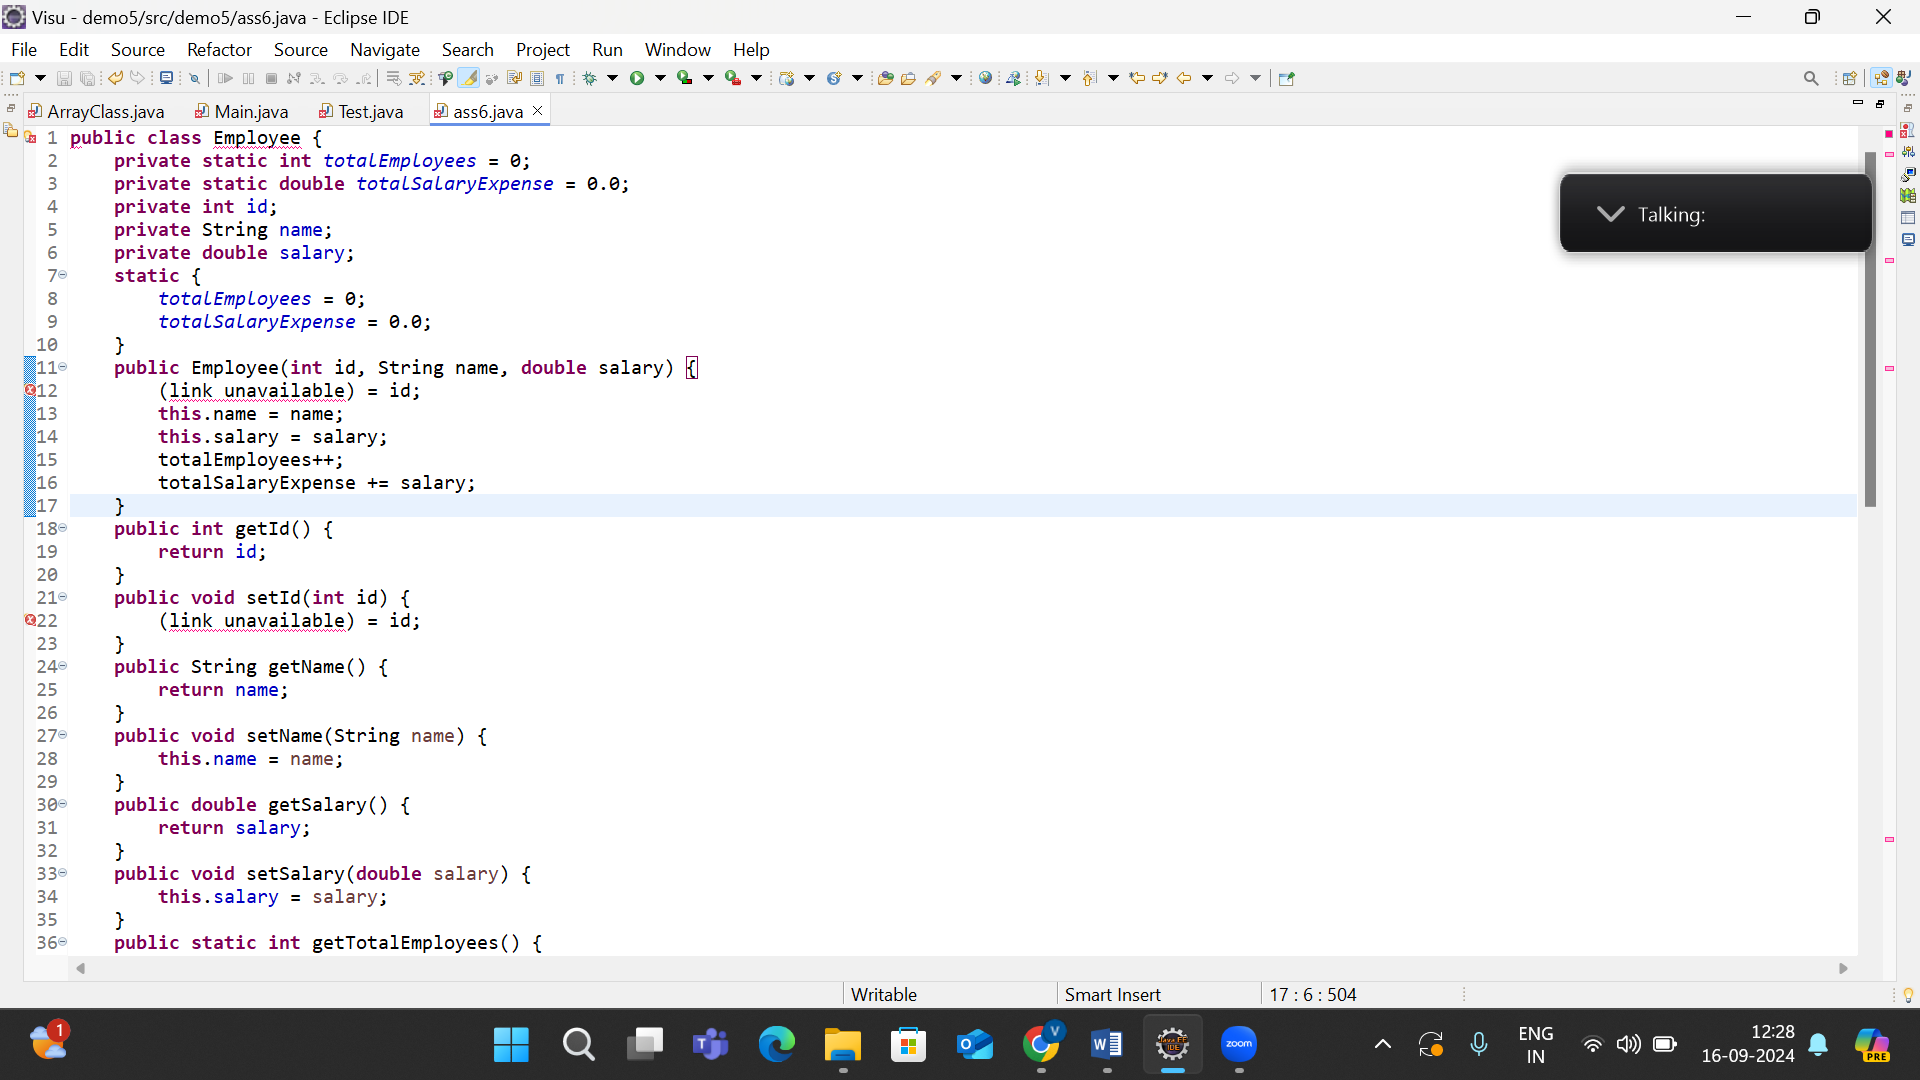 Visu - demo5/src/demo5/ass6.java - Eclipse IDE
File Edit Source Refactor Source Navigate Search Project Run Window Help
ArrayClass.java Main.java Test.java ass6.java
1 public class Employee {
2 private static int totalEmployees = 0;
3 private static double totalSalaryExpense = 0.0;
4 private int id;
5 private String name;
6 private double salary;
7 static {
8 totalEmployees = 0;
9 totalSalaryExpense = 0.0;
10 }
11 public Employee(int id, String name, double salary) {
12 (link unavailable) = id;
13 this.name = name;
14 this.salary = salary;
15 totalEmployees++;
16 totalSalaryExpense += salary;
17 }
18 public int getId() {
19 return id;
20 }
21 public void setId(int id) {
22 (link unavailable) = id;
23 }
24 public String getName() {
25 return name;
26 }
27 public void setName(String name) {
28 this.name = name;
29 }
30 public double getSalary() {
31 return salary;
32 }
33 public void setSalary(double salary) {
34 this.salary = salary;
35 }
36 public static int getTotalEmployees() {
Talking:
Writable Smart Insert 17 : 6 : 504
1
V
zoom
ENG
IN
12:28
16-09-2024
PRE